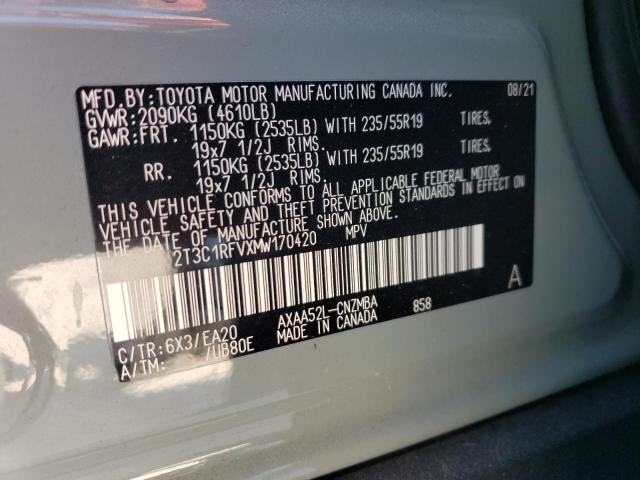 MFD.BY:TOYOTA MOTOR MANUFACTURING CANADA INC. 08/21
GVWR:2090KG (4610LB)
GAWR:FRT. 1150KG (2535LB) WITH 235/55R19 TIRES.
19x7 1/2J RIMS.
RR. 1150KG (2535LB) WITH 235/55R19 TIRES.
19x7 1/2J RIMS.
THIS VEHICLE CONFORMS TO ALL APPLICABLE FEDERAL MOTOR
VEHICLE SAFETY AND THEFT PREVENTION STANDARDS IN EFFECT ON
THE DATE OF MANUFACTURE SHOWN ABOVE.
2T3C1RFVXMW170420 MPV
A
AXAA52L-CNZMBA 858
C/TR:6X3/EA20 MADE IN CANADA
A/TM: /UB80E